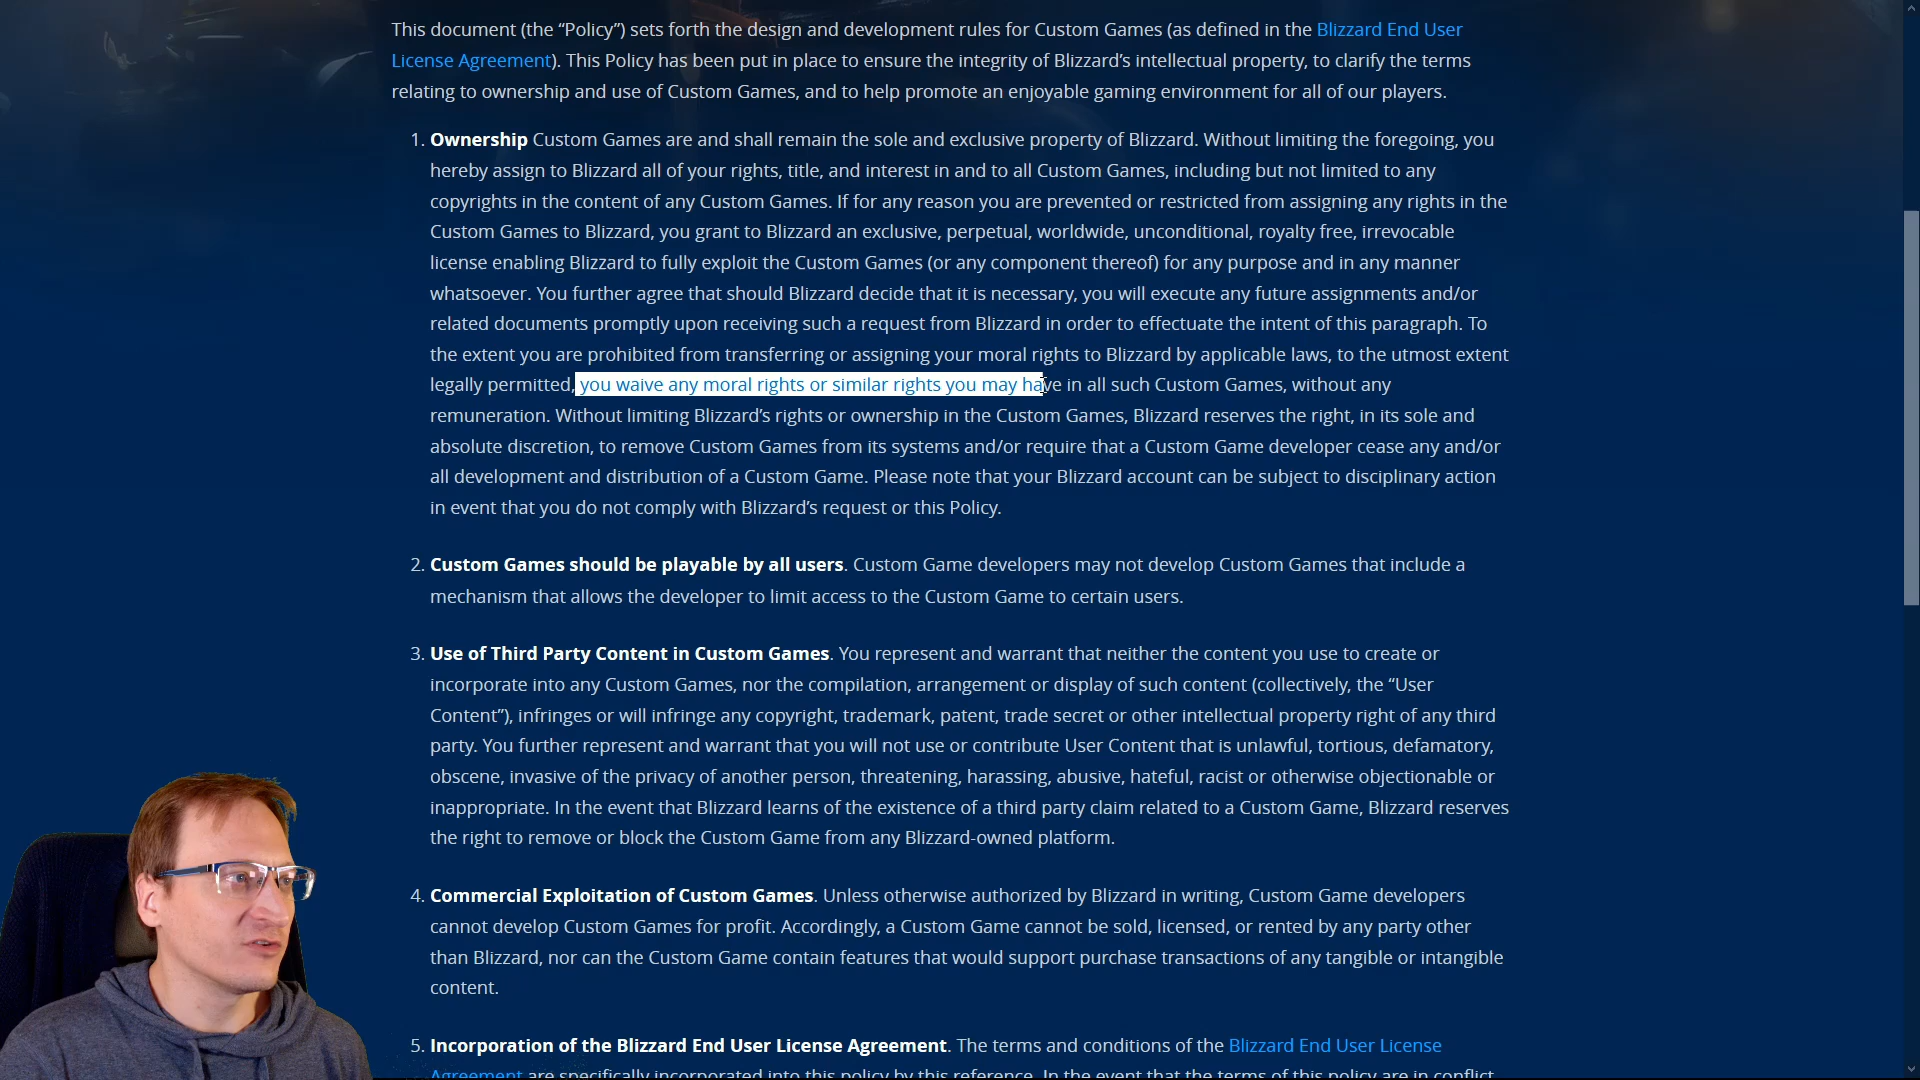 This document (the “Policy”) sets forth the design and development rules for Custom Games (as defined in the Blizzard End User
License Agreement). This Policy has been put in place to ensure the integrity of Blizzard’s intellectual property, to clarify the terms
relating to ownership and use of Custom Games, and to help promote an enjoyable gaming environment for all of our players.
1. Ownership Custom Games are and shall remain the sole and exclusive property of Blizzard. Without limiting the foregoing, you
hereby assign to Blizzard all of your rights, title, and interest in and to all Custom Games, including but not limited to any
copyrights in the content of any Custom Games. If for any reason you are prevented or restricted from assigning any rights in the
Custom Games to Blizzard, you grant to Blizzard an exclusive, perpetual, worldwide, unconditional, royalty free, irrevocable
license enabling Blizzard to fully exploit the Custom Games (or any component thereof) for any purpose and in any manner
whatsoever. You further agree that should Blizzard decide that it is necessary, you will execute any future assignments and/or
related documents promptly upon receiving such a request from Blizzard in order to effectuate the intent of this paragraph. To
the extent you are prohibited from transferring or assigning your moral rights to Blizzard by applicable laws, to the utmost extent
legally permitted, you waive any moral rights or similar rights you may have in all such Custom Games, without any
remuneration. Without limiting Blizzard’s rights or ownership in the Custom Games, Blizzard reserves the right, in its sole and
absolute discretion, to remove Custom Games from its systems and/or require that a Custom Game developer cease any and/or
all development and distribution of a Custom Game. Please note that your Blizzard account can be subject to disciplinary action
in event that you do not comply with Blizzard’s request or this Policy.
2. Custom Games should be playable by all users. Custom Game developers may not develop Custom Games that include a
mechanism that allows the developer to limit access to the Custom Game to certain users.
3. Use of Third Party Content in Custom Games. You represent and warrant that neither the content you use to create or
incorporate into any Custom Games, nor the compilation, arrangement or display of such content (collectively, the “User
Content”), infringes or will infringe any copyright, trademark, patent, trade secret or other intellectual property right of any third
party. You further represent and warrant that you will not use or contribute User Content that is unlawful, tortious, defamatory,
obscene, invasive of the privacy of another person, threatening, harassing, abusive, hateful, racist or otherwise objectionable or
inappropriate. In the event that Blizzard learns of the existence of a third party claim related to a Custom Game, Blizzard reserves
the right to remove or block the Custom Game from any Blizzard-owned platform.
4. Commercial Exploitation of Custom Games. Unless otherwise authorized by Blizzard in writing, Custom Game developers
cannot develop Custom Games for profit. Accordingly, a Custom Game cannot be sold, licensed, or rented by any party other
than Blizzard, nor can the Custom Game contain features that would support purchase transactions of any tangible or intangible
content.
5. Incorporation of the Blizzard End User License Agreement. The terms and conditions of the Blizzard End User License
Agreement are specifically incorporated into this policy by this reference. In the event that the terms of this policy are in conflict